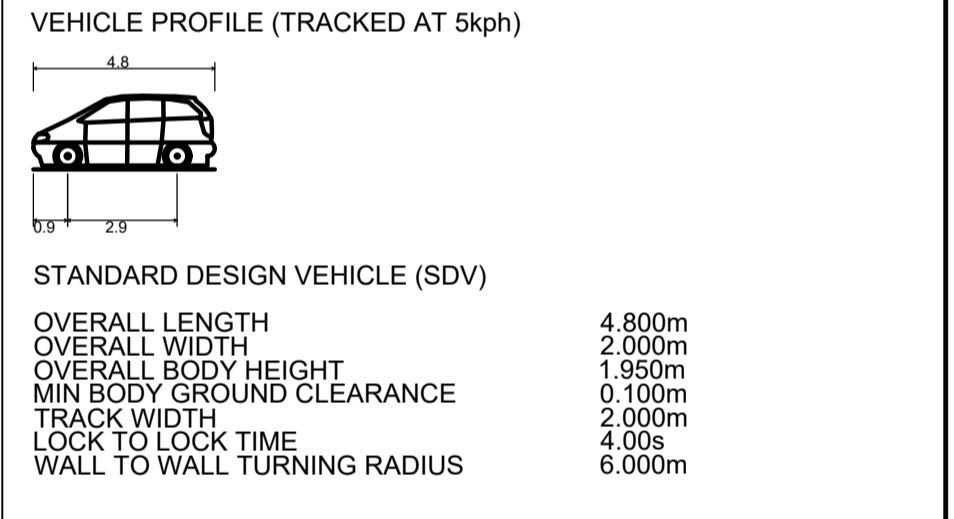 VEHICLE PROFILE (TRACKED AT 5kph)
4.8
0.9 2.9
STANDARD DESIGN VEHICLE (SDV)
OVERALL LENGTH 4.800m
OVERALL WIDTH 2.000m
OVERALL BODY HEIGHT 1.950m
MIN BODY GROUND CLEARANCE 0.100m
TRACK WIDTH 2.000m
LOCK TO LOCK TIME 4.00s
WALL TO WALL TURNING RADIUS 6.000m